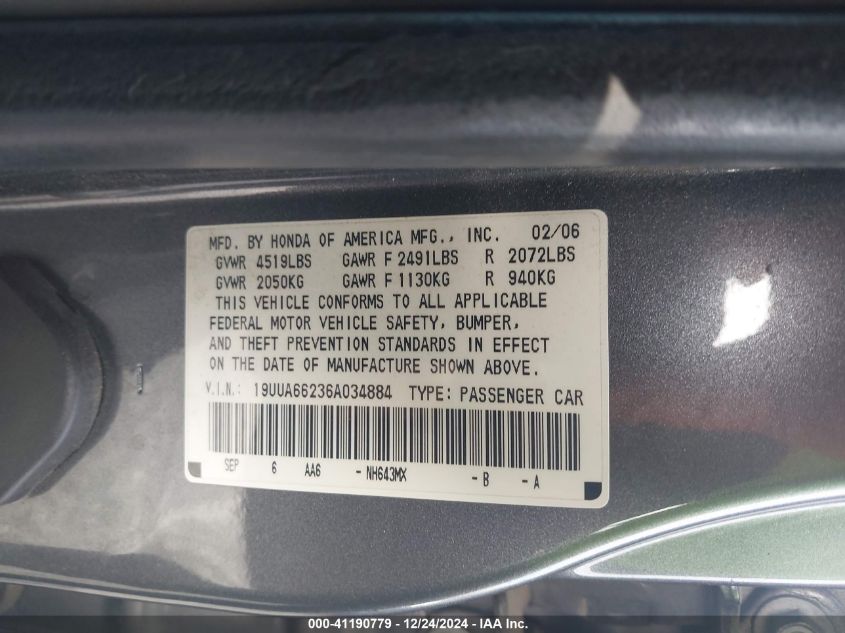 MFD. BY HONDA OF AMERICA MFG., INC. 02/06
GVWR 4519LBS GAWR F 2491LBS R 2072LBS
GVWR 2050KG GAWR F 1130KG R 940KG
THIS VEHICLE CONFORMS TO ALL APPLICABLE
FEDERAL MOTOR VEHICLE SAFETY, BUMPER,
AND THEFT PREVENTION STANDARDS IN EFFECT
ON THE DATE OF MANUFACTURE SHOWN ABOVE.
V.I.N.: 19UUA66236A034884 TYPE: PASSENGER CAR
SEP 6 AA6 - NH643MX - B - A
000-41190779 - 12/24/2024 - IAA Inc.